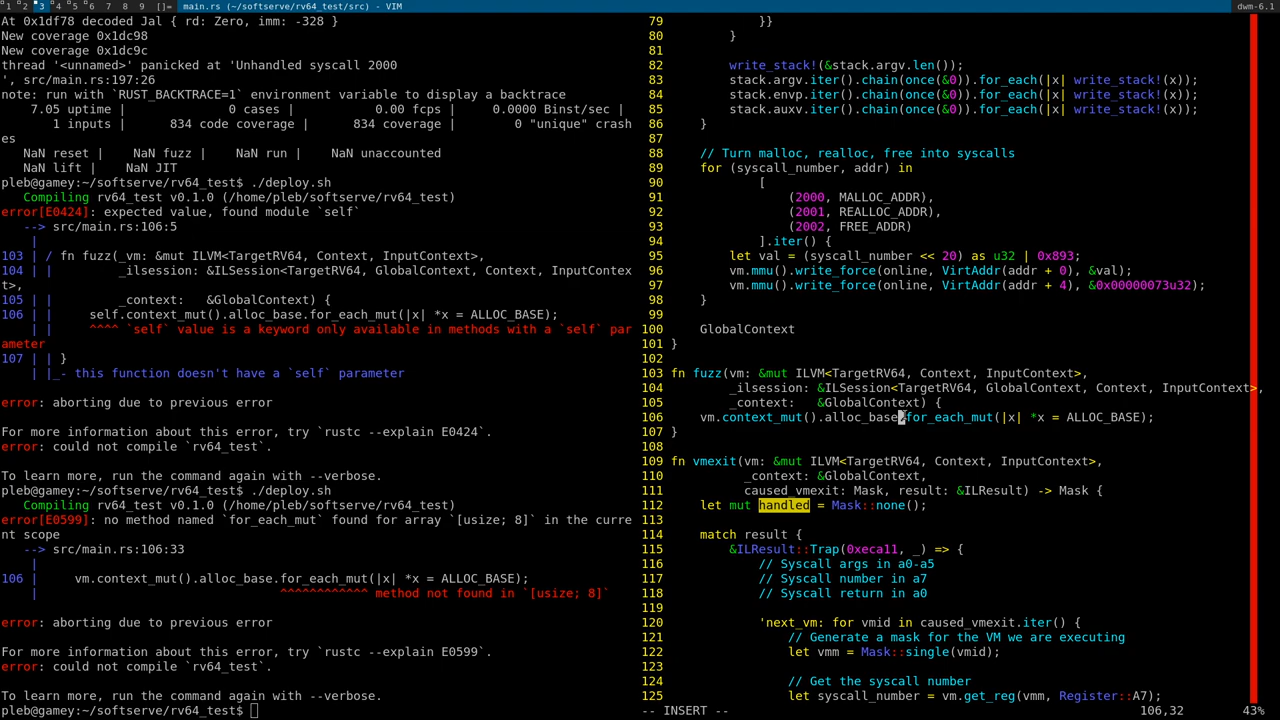 1 2 3 4 5 6 7 8 9 []= main.rs (~/softserve/rv64_test/src) - VIM dwm-6.1
At 0x1df78 decoded Jal { rd: Zero, imm: -328 }
New coverage 0x1dc98
New coverage 0x1dc9c
thread '<unnamed>' panicked at 'Unhandled syscall 2000
', src/main.rs:197:26
note: run with `RUST_BACKTRACE=1` environment variable to display a backtrace
    7.05 uptime |              0 cases |           0.00 fcps |     0.0000 Binst/sec |
       1 inputs |     834 code coverage |     834 coverage |        0 "unique" crash
es
   NaN reset |    NaN fuzz |    NaN run |    NaN unaccounted
   NaN lift |    NaN JIT
pleb@gamey:~/softserve/rv64_test$ ./deploy.sh
   Compiling rv64_test v0.1.0 (/home/pleb/softserve/rv64_test)
error[E0424]: expected value, found module `self`
   --> src/main.rs:106:5
    |
103 | / fn fuzz(_vm: &mut ILVM<TargetRV64, Context, InputContext>,
104 | |         _ilsession: &ILSession<TargetRV64, GlobalContext, Context, InputContex
t>,
105 | |         _context:   &GlobalContext) {
106 | |     self.context_mut().alloc_base.for_each_mut(|x| *x = ALLOC_BASE);
    | |     ^^^^ `self` value is a keyword only available in methods with a `self` par
ameter
107 | | }
    | |_- this function doesn't have a `self` parameter

error: aborting due to previous error

For more information about this error, try `rustc --explain E0424`.
error: could not compile `rv64_test`.

To learn more, run the command again with --verbose.
pleb@gamey:~/softserve/rv64_test$ ./deploy.sh
   Compiling rv64_test v0.1.0 (/home/pleb/softserve/rv64_test)
error[E0599]: no method named `for_each_mut` found for array `[usize; 8]` in the curre
nt scope
   --> src/main.rs:106:33
    |
106 |     vm.context_mut().alloc_base.for_each_mut(|x| *x = ALLOC_BASE);
    |                                 ^^^^^^^^^^^^ method not found in `[usize; 8]`

error: aborting due to previous error

For more information about this error, try `rustc --explain E0599`.
error: could not compile `rv64_test`.

To learn more, run the command again with --verbose.
pleb@gamey:~/softserve/rv64_test$
 79             }}
 80         }
 81
 82         write_stack!(&stack.argv.len());
 83         stack.argv.iter().chain(once(&0)).for_each(|x| write_stack!(x));
 84         stack.envp.iter().chain(once(&0)).for_each(|x| write_stack!(x));
 85         stack.auxv.iter().chain(once(&0)).for_each(|x| write_stack!(x));
 86     }
 87
 88     // Turn malloc, realloc, free into syscalls
 89     for (syscall_number, addr) in
 90             [
 91                 (2000, MALLOC_ADDR),
 92                 (2001, REALLOC_ADDR),
 93                 (2002, FREE_ADDR)
 94             ].iter() {
 95         let val = (syscall_number << 20) as u32 | 0x893;
 96         vm.mmu().write_force(online, VirtAddr(addr + 0), &val);
 97         vm.mmu().write_force(online, VirtAddr(addr + 4), &0x00000073u32);
 98     }
 99
100     GlobalContext
101 }
102
103 fn fuzz(vm: &mut ILVM<TargetRV64, Context, InputContext>,
104         _ilsession: &ILSession<TargetRV64, GlobalContext, Context, InputContext>,
105         _context:   &GlobalContext) {
106     vm.context_mut().alloc_base.for_each_mut(|x| *x = ALLOC_BASE);
107 }
108
109 fn vmexit(vm: &mut ILVM<TargetRV64, Context, InputContext>,
110           _context: &GlobalContext,
111           caused_vmexit: Mask, result: &ILResult) -> Mask {
112     let mut handled = Mask::none();
113
114     match result {
115         &ILResult::Trap(0xeca11, _) => {
116             // Syscall args in a0-a5
117             // Syscall number in a7
118             // Syscall return in a0
119
120             'next_vm: for vmid in caused_vmexit.iter() {
121                 // Generate a mask for the VM we are executing
122                 let vmm = Mask::single(vmid);
123
124                 // Get the syscall number
125                 let syscall_number = vm.get_reg(vmm, Register::A7);
-- INSERT -- 106,32 43%